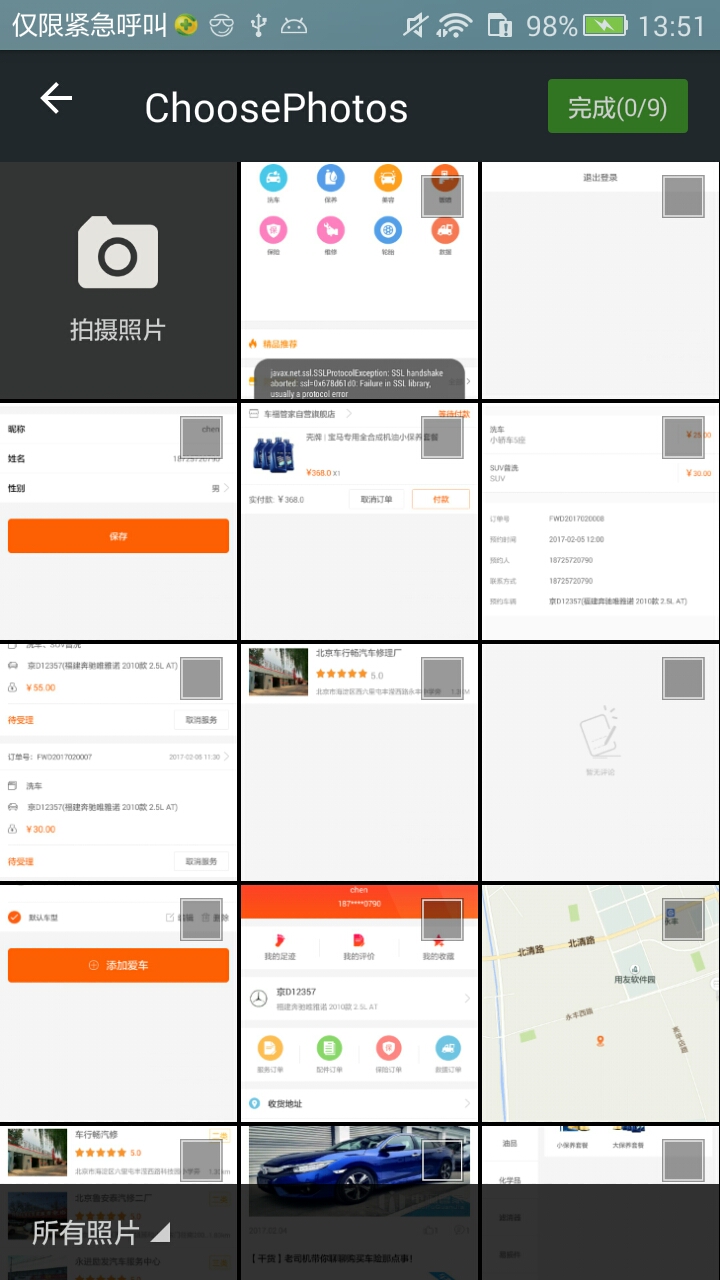 仅限紧急呼叫
98%
13:51
ChoosePhotos
完成(0/9)
拍摄照片
洗车
保养
美容
保险
维修
轮胎
救援
精品推荐
javax.net.ssl.SSLProtocolException: SSL handshake
aborted: ssl=0x678d61d0: Failure in SSL library,
usually a protocol error
退出登录
昵称
chen
姓名
性别
男
保存
车福管家自营旗舰店
等待付款
壳牌 | 宝马专用全合成机油小保养套餐
¥368.0 x1
实付款: ¥368.0
取消订单
付款
洗车
小轿车5座
¥25.00
SUV普洗
SUV
¥30.00
订单号
FWD2017020008
预约时间
2017-02-05 12:00
预约人
18725720790
联系方式
18725720790
预约车辆
京D12357(福建奔驰唯雅诺 2010款 2.5L AT)
洗车、SUV普洗
京D12357(福建奔驰唯雅诺 2010款 2.5L AT)
¥55.00
待受理
取消服务
订单号: FWD2017020007
2017-02-05 11:30
洗车
京D12357(福建奔驰唯雅诺 2010款 2.5L AT)
¥30.00
待受理
取消服务
北京车行畅汽车修理厂
5.0
暂无评论
默认车型
编辑
删除
添加爱车
chen
187****0790
我的足迹
我的评价
我的收藏
京D12357
福建奔驰唯雅诺 2010款 2.5L AT
服务订单
配件订单
保险订单
救援订单
收货地址
北清路
北清路
永丰
用友软件园
永丰西路
车行畅汽修
5.0
北京鲁安泰汽修二厂
2017-02-04
【干货】老司机带你聊聊购买车险那点事!
油品
小保养套餐
大保养套餐
化学品
所有照片